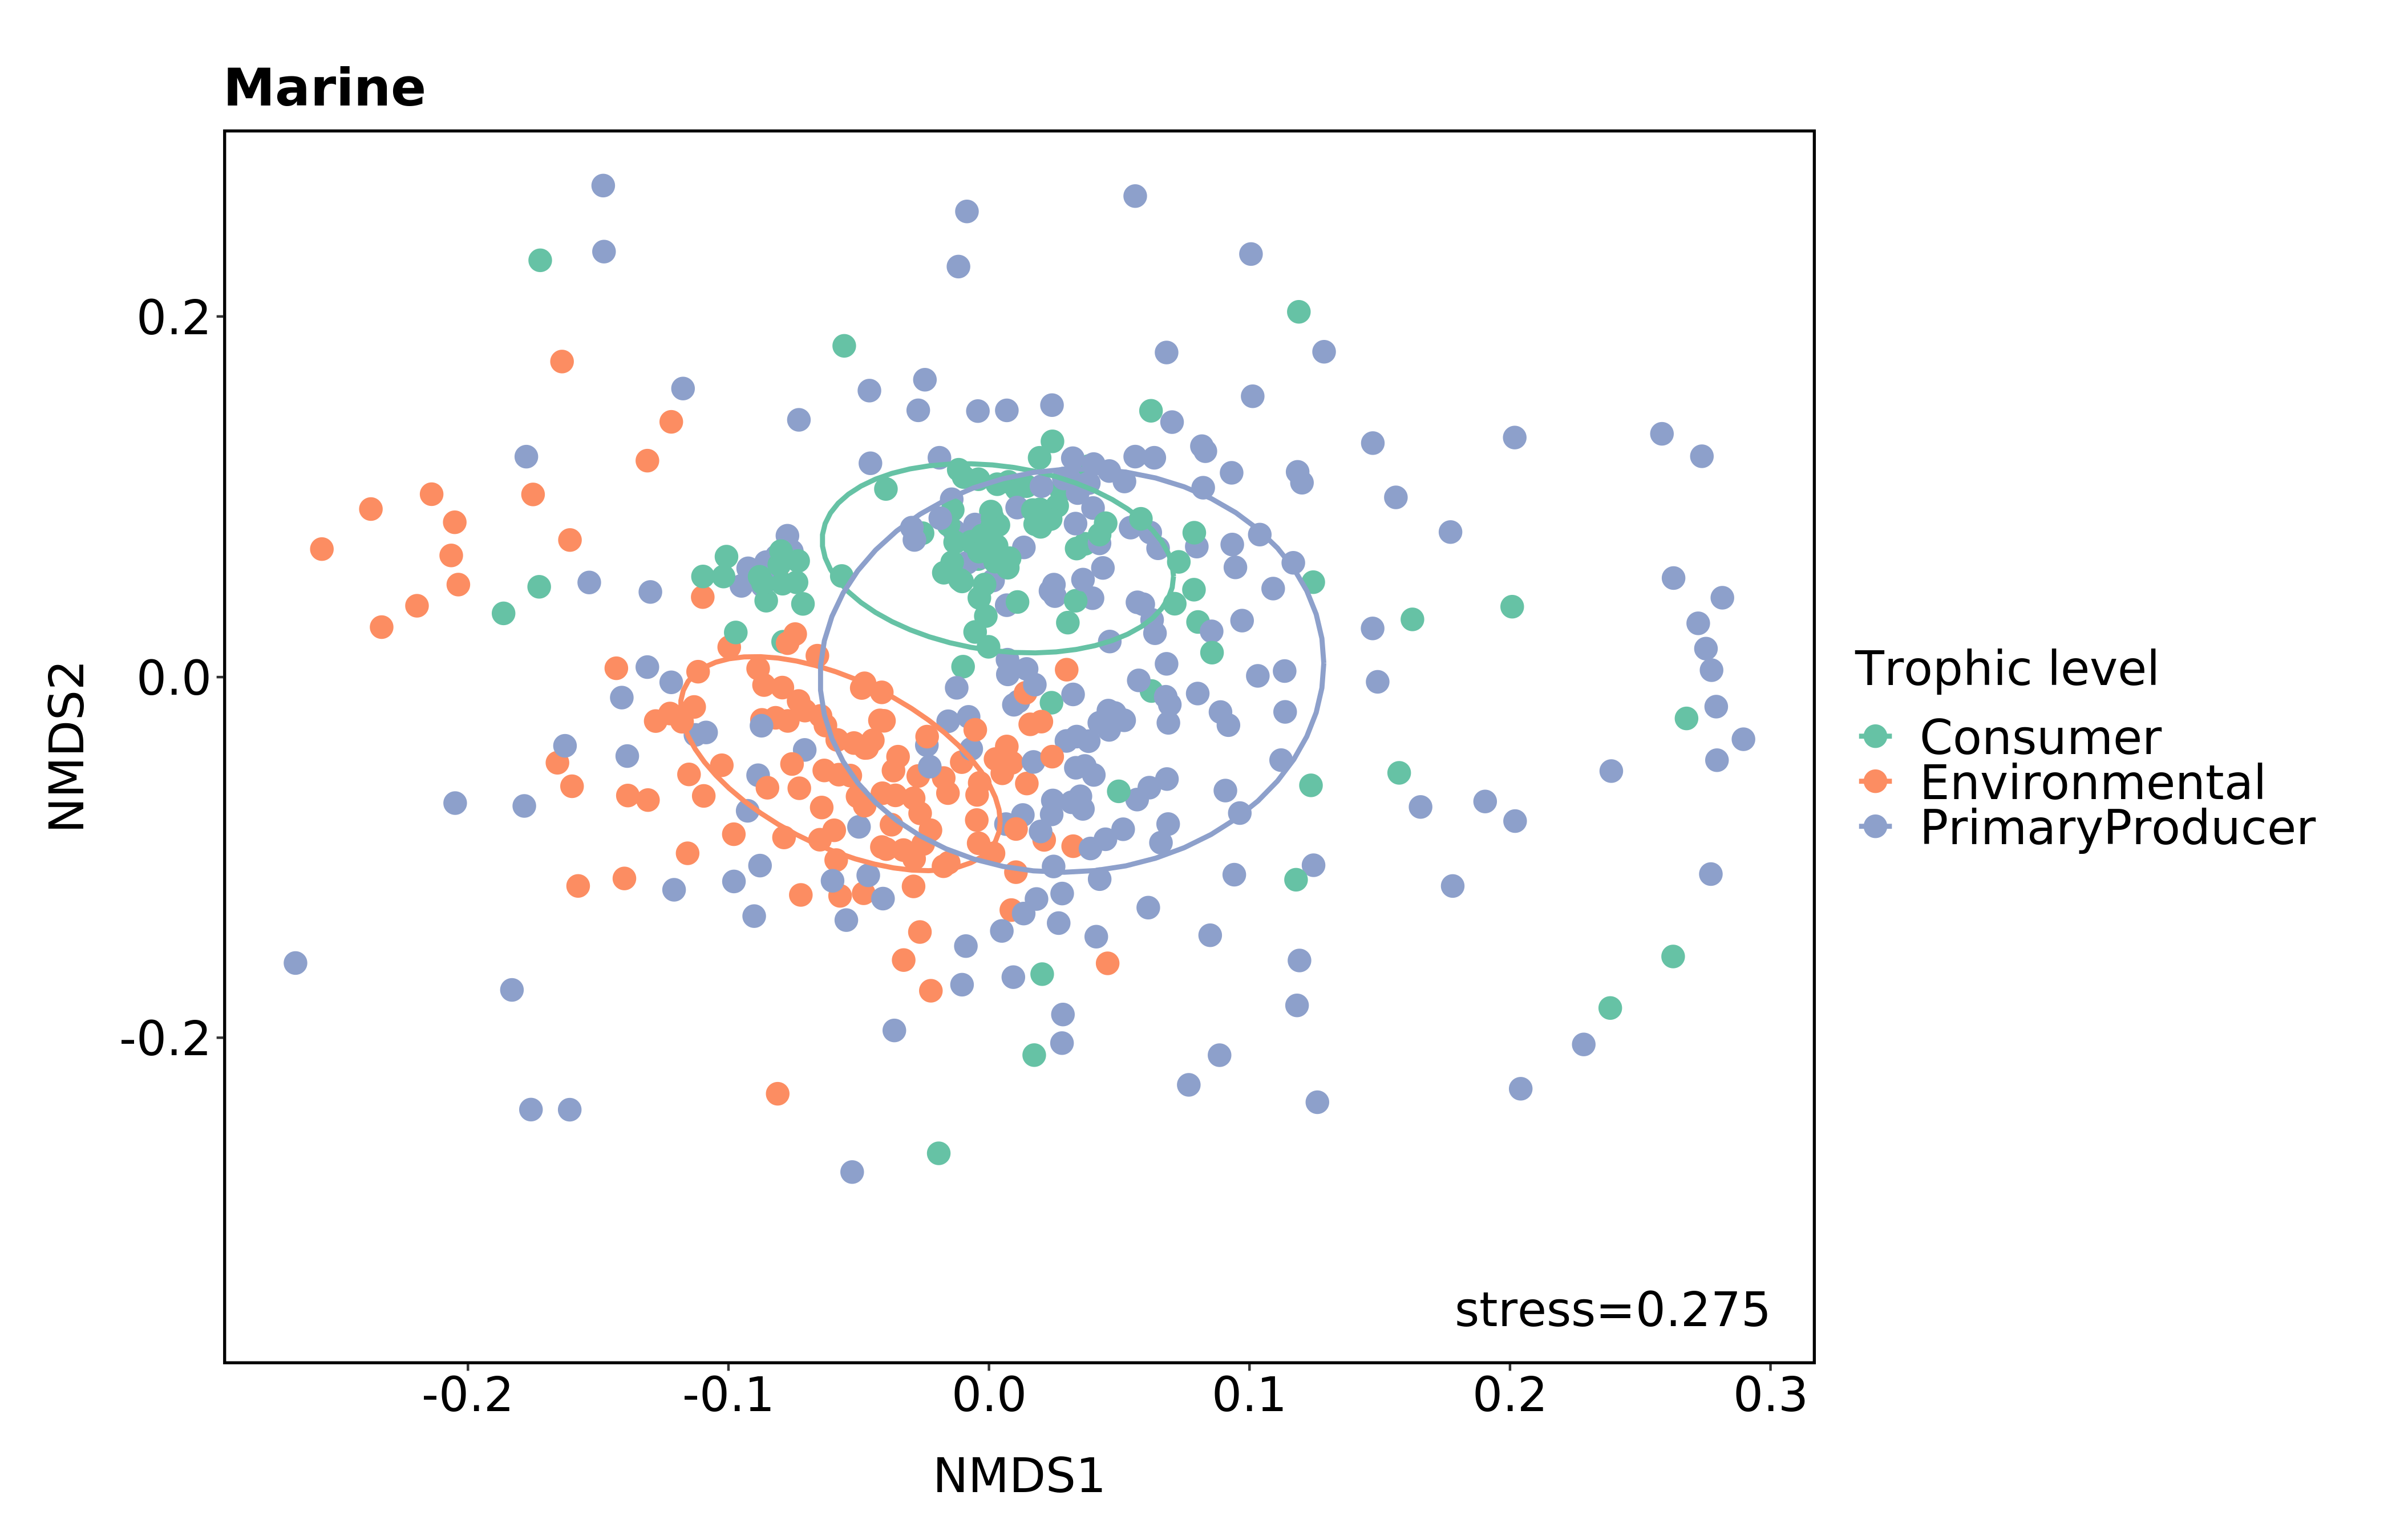 Marine
0.2
0.0
-0.2
NMDS2
-0.2 -0.1 0.0 0.1 0.2 0.3
NMDS1
stress=0.275
Trophic level
Consumer
Environmental
PrimaryProducer